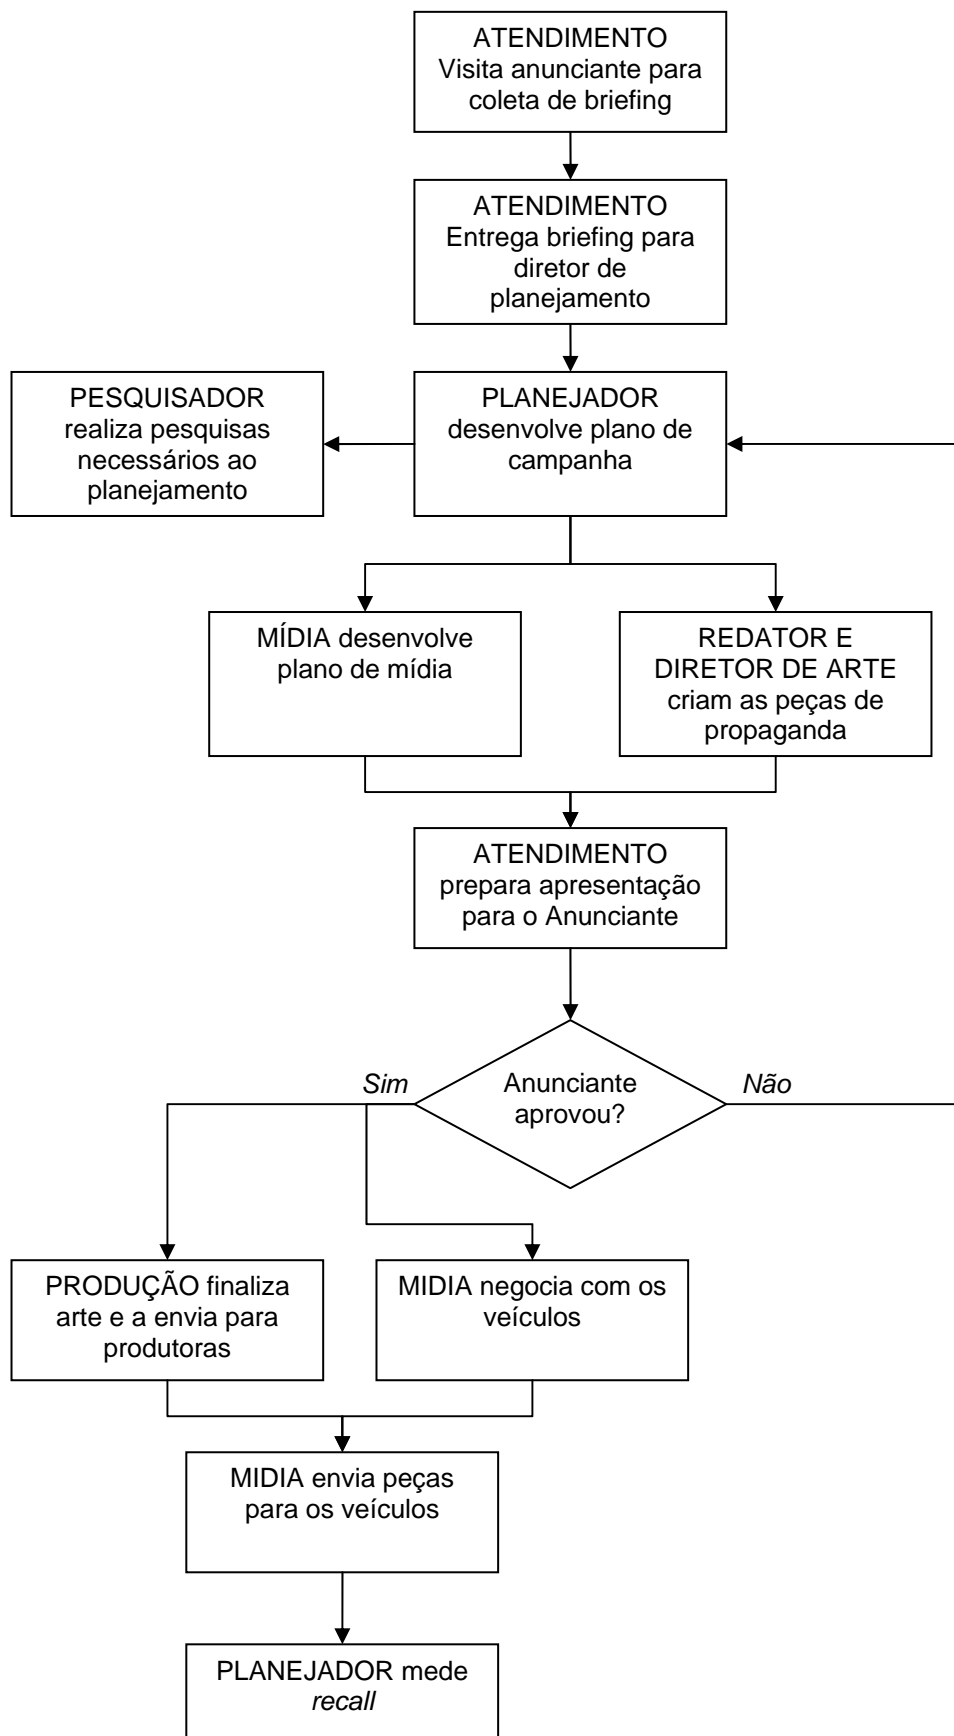 ATENDIMENTO
Visita anunciante para
coleta de briefing
ATENDIMENTO
Entrega briefing para
diretor de
planejamento
PESQUISADOR
realiza pesquisas
necessários ao
planejamento
PLANEJADOR
desenvolve plano de
campanha
MÍDIA desenvolve
plano de mídia
REDATOR E
DIRETOR DE ARTE
criam as peças de
propaganda
ATENDIMENTO
prepara apresentação
para o Anunciante
Sim
Anunciante
aprovou?
Não
PRODUÇÃO finaliza
arte e a envia para
produtoras
MIDIA negocia com os
veículos
MIDIA envia peças
para os veículos
PLANEJADOR mede
recall